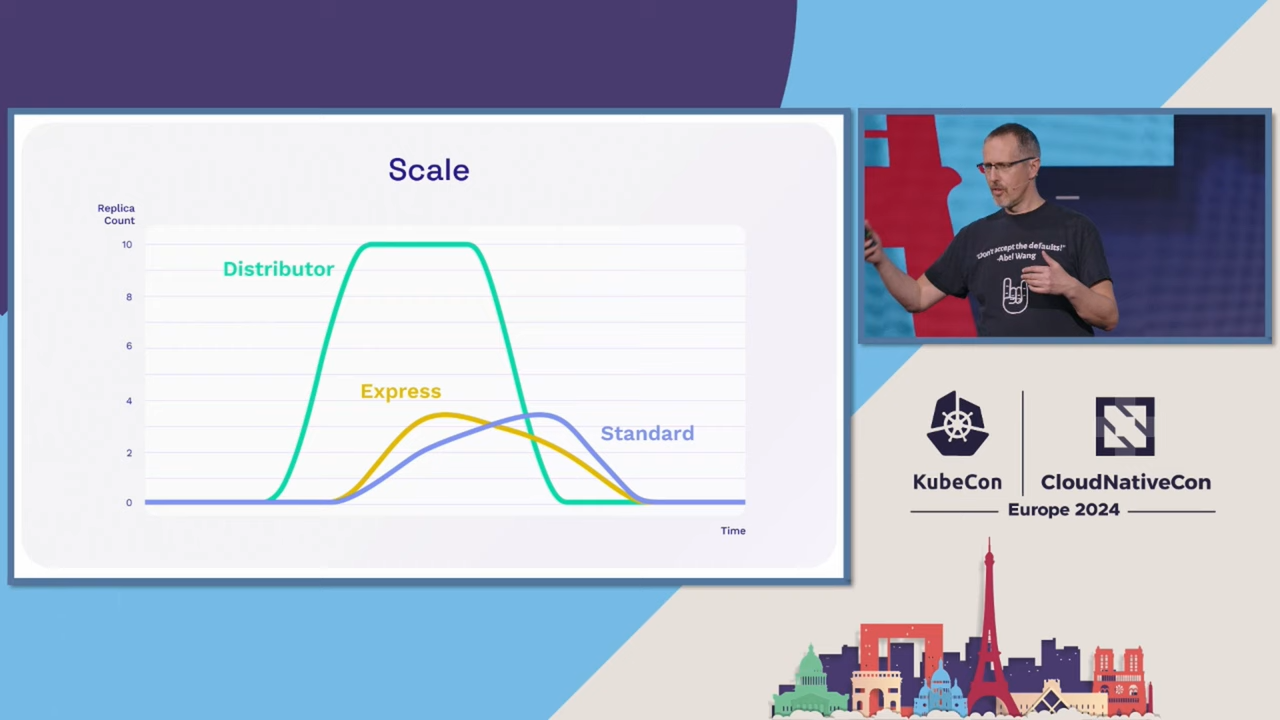 Scale
Replica
Count
10
8
6
4
2
0
Distributor
Express
Standard
Time
"Don't accept the defaults!"
-Abel Wang
KubeCon
CloudNativeCon
Europe 2024